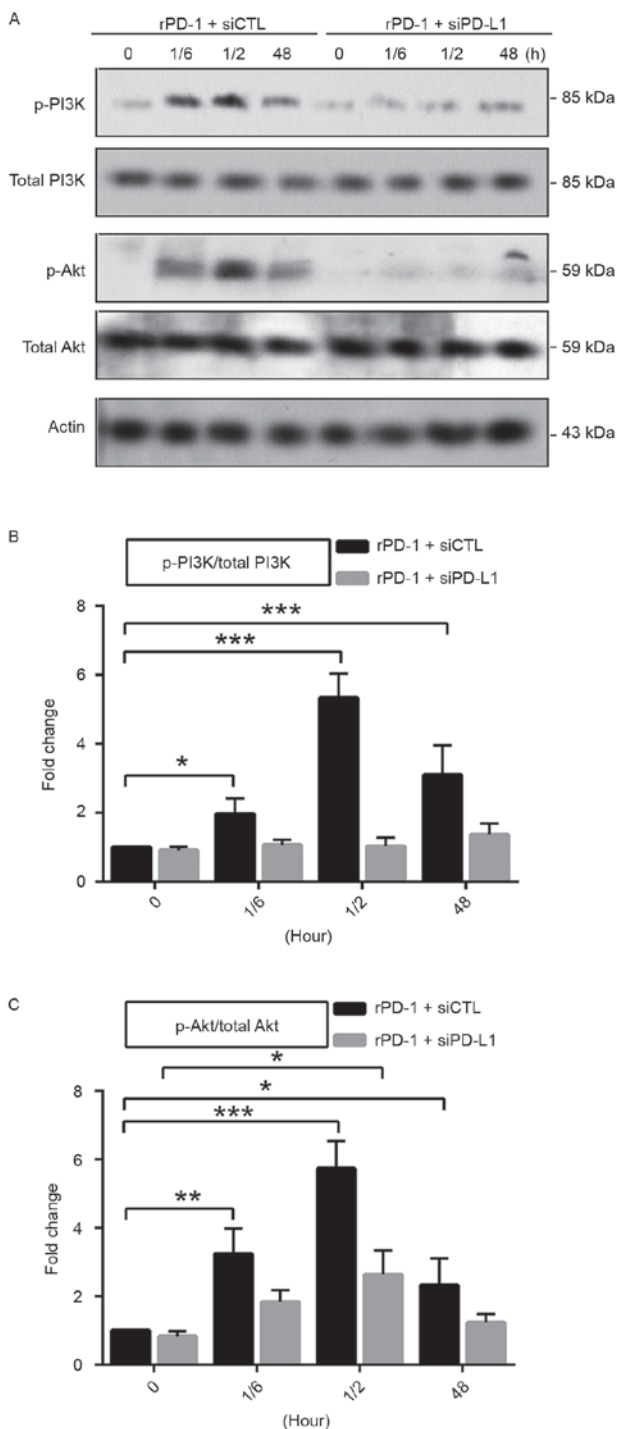 A
rPD-1 + siCTL rPD-1 + siPD-L1
0 1/6 1/2 48 0 1/6 1/2 48 (h)
p-PI3K - 85 kDa
Total PI3K - 85 kDa
p-Akt - 59 kDa
Total Akt - 59 kDa
Actin - 43 kDa
B
p-PI3K/total PI3K
rPD-1 + siCTL
rPD-1 + siPD-L1
Fold change
8
6
4
2
0
***
***
*
0 1/6 1/2 48
(Hour)
C
p-Akt/total Akt
rPD-1 + siCTL
rPD-1 + siPD-L1
Fold change
8
6
4
2
0
*
*
***
**
0 1/6 1/2 48
(Hour)